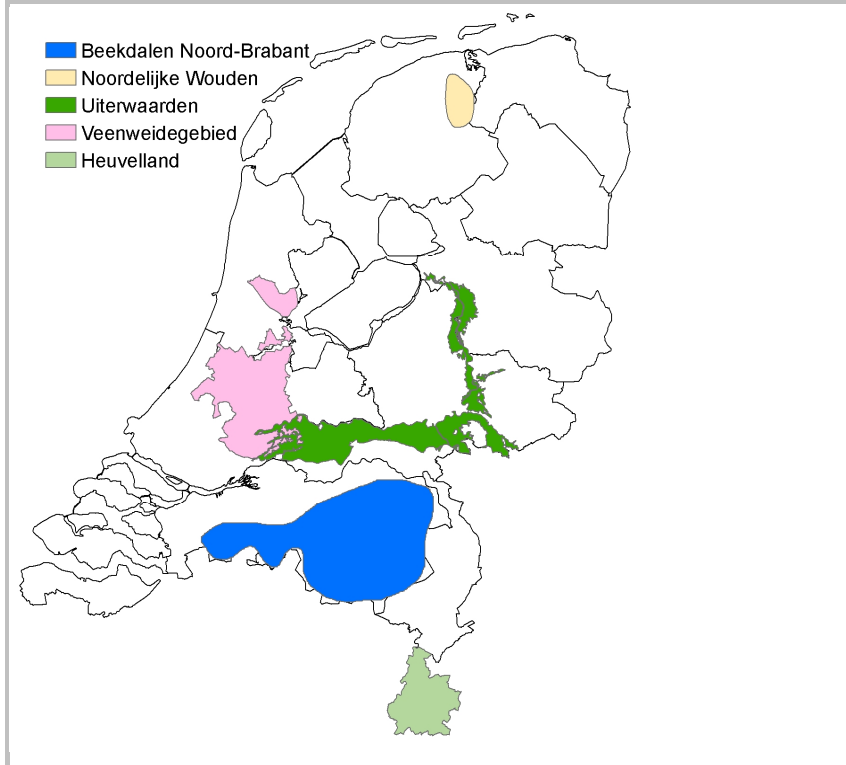 Beekdalen Noord-Brabant
Noordelijke Wouden
Uiterwaarden
Veenweidegebied
Heuvelland